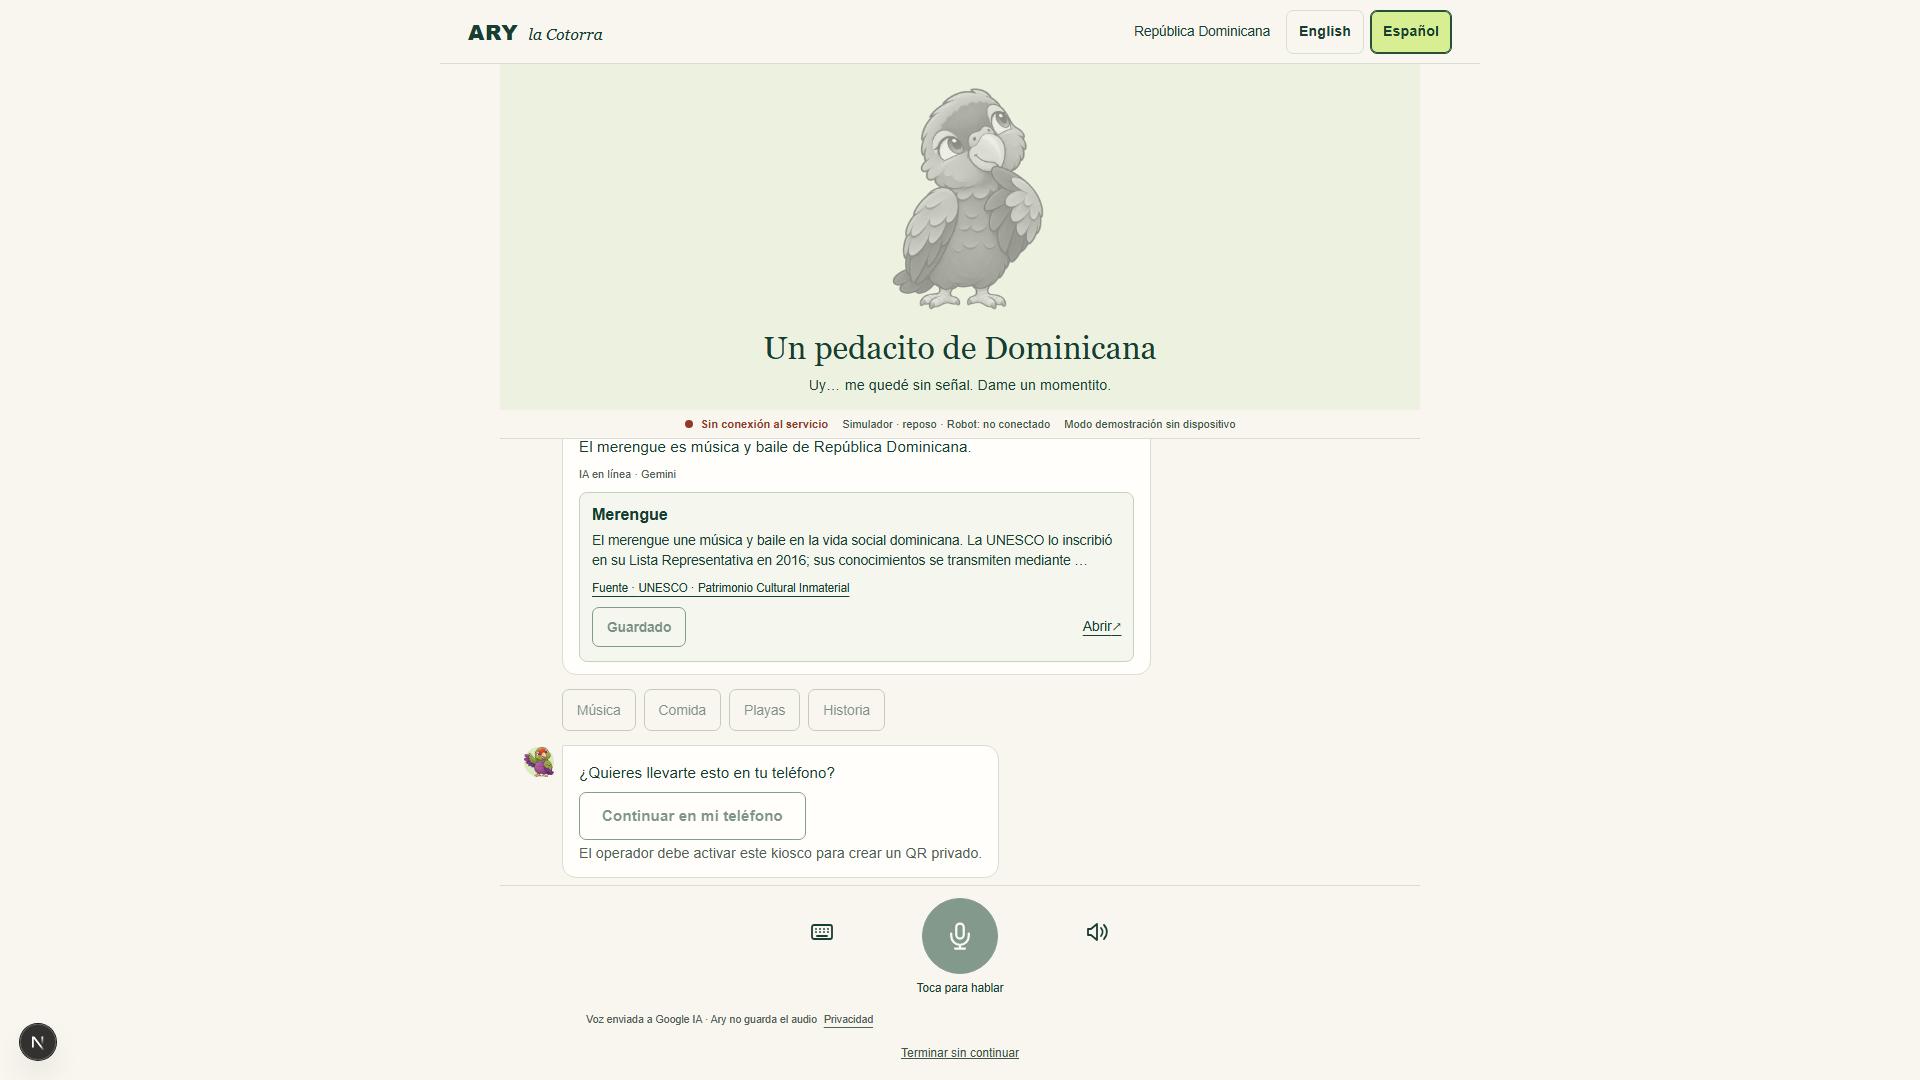 ARY la Cotorra
República Dominicana
English
Español
Un pedacito de Dominicana
Uy… me quedé sin señal. Dame un momentito.
Sin conexión al servicio Simulador · reposo · Robot: no conectado Modo demostración sin dispositivo
El merengue es música y baile de República Dominicana.
IA en línea · Gemini
Merengue
El merengue une música y baile en la vida social dominicana. La UNESCO lo inscribió
en su Lista Representativa en 2016; sus conocimientos se transmiten mediante …
Fuente · UNESCO · Patrimonio Cultural Inmaterial
Guardado
Abrir↗
Música
Comida
Playas
Historia
¿Quieres llevarte esto en tu teléfono?
Continuar en mi teléfono
El operador debe activar este kiosco para crear un QR privado.
Toca para hablar
Voz enviada a Google IA · Ary no guarda el audio Privacidad
N
Terminar sin continuar